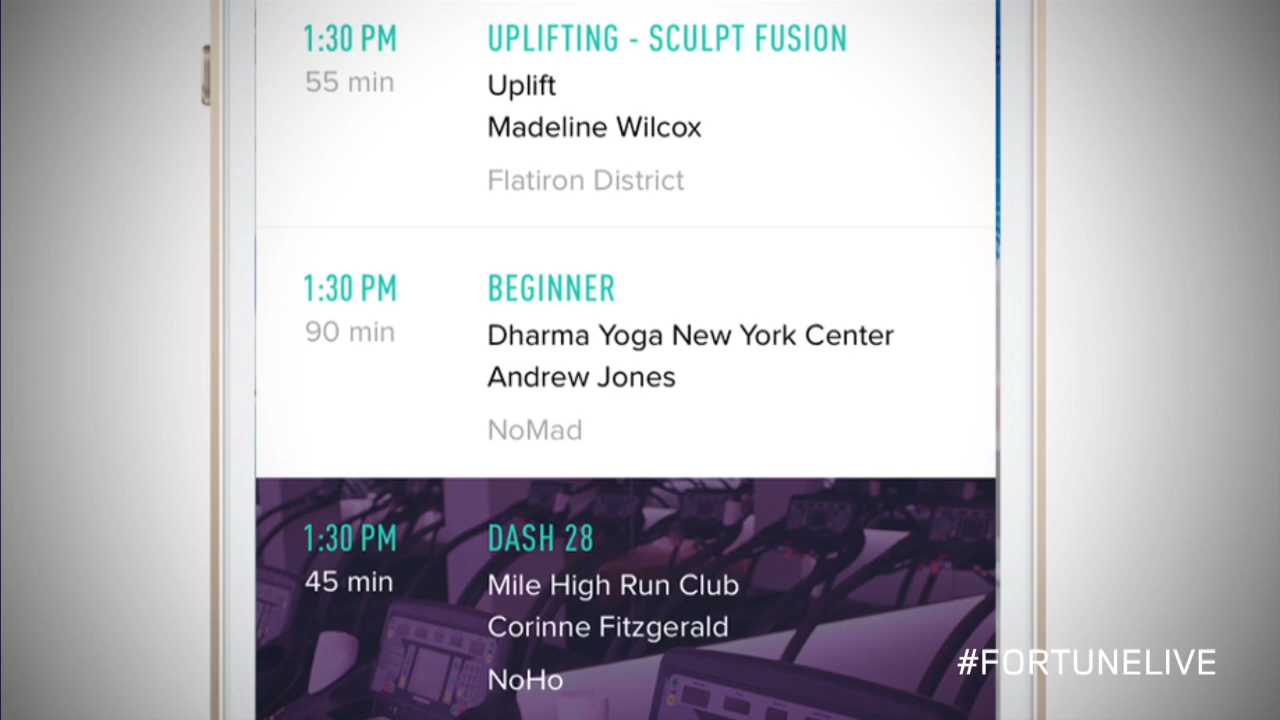 1:30 PM UPLIFTING - SCULPT FUSION
55 min Uplift
Madeline Wilcox
Flatiron District
1:30 PM BEGINNER
90 min Dharma Yoga New York Center
Andrew Jones
NoMad
1:30 PM DASH 28
45 min Mile High Run Club
Corinne Fitzgerald
NoHo
#FORTUNELIVE